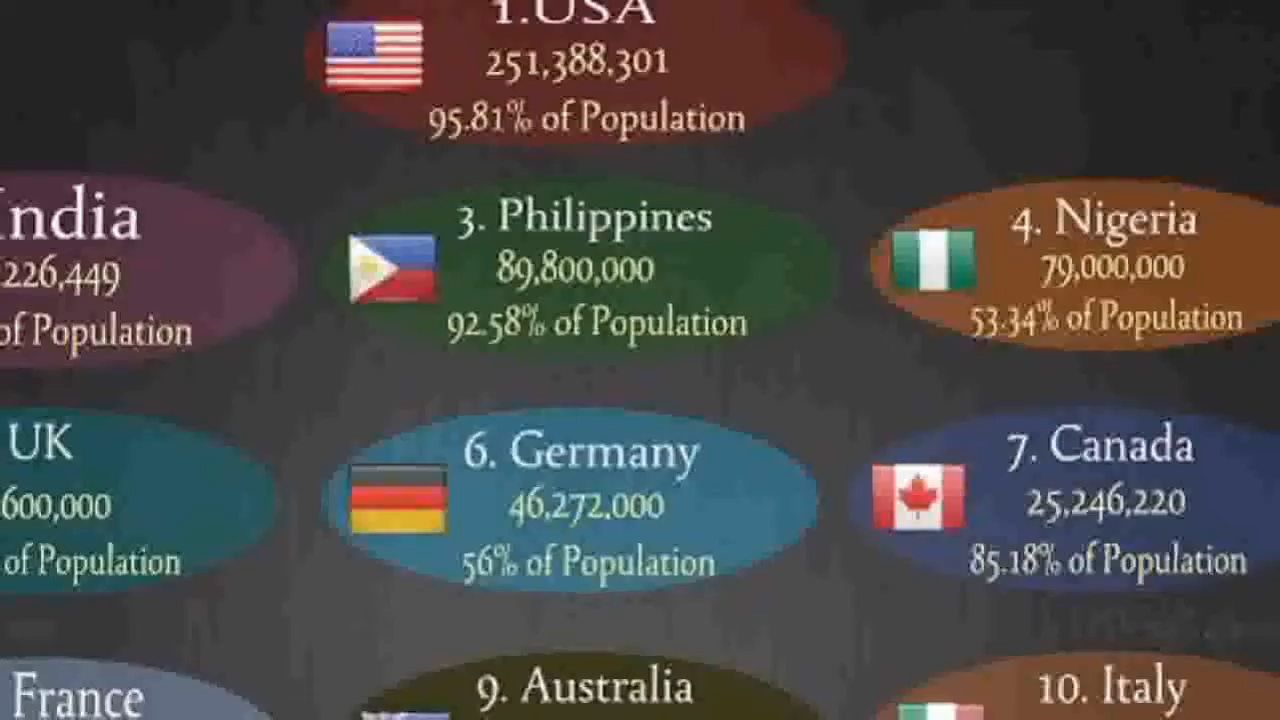 1.USA
251,388,301
95.81% of Population
India
226,449
of Population
3. Philippines
89,800,000
92.58% of Population
4. Nigeria
79,000,000
53.34% of Population
UK
600,000
of Population
6. Germany
46,272,000
56% of Population
7. Canada
25,246,220
85.18% of Population
France
9. Australia
10. Italy